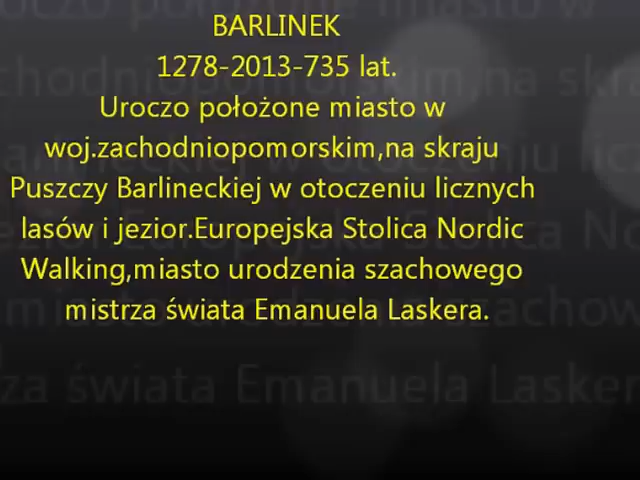 BARLINEK
1278-2013-735 lat.
Uroczo położone miasto w
woj.zachodniopomorskim,na skraju
Puszczy Barlineckiej w otoczeniu licznych
lasów i jezior.Europejska Stolica Nordic
Walking,miasto urodzenia szachowego
mistrza świata Emanuela Laskera.